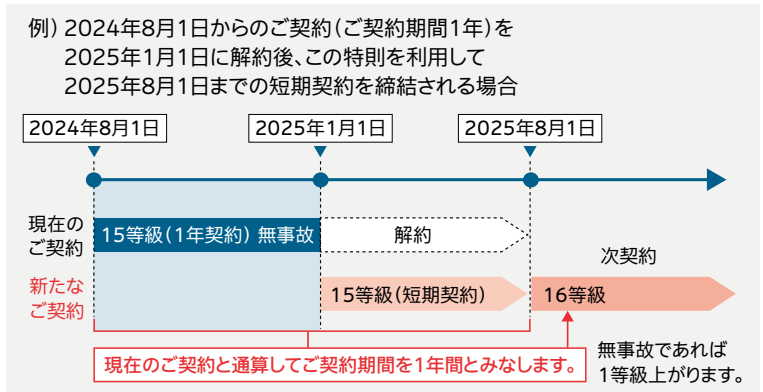 例) 2024年8月1日からのご契約(ご契約期間1年)を
2025年1月1日に解約後、この特則を利用して
2025年8月1日までの短期契約を締結される場合
2024年8月1日
2025年1月1日
2025年8月1日
現在の
ご契約
15等級(1年契約) 無事故
解約
次契約
新たな
ご契約
15等級(短期契約)
16等級
現在のご契約と通算してご契約期間を1年間とみなします。
無事故であれば
1等級上がります。